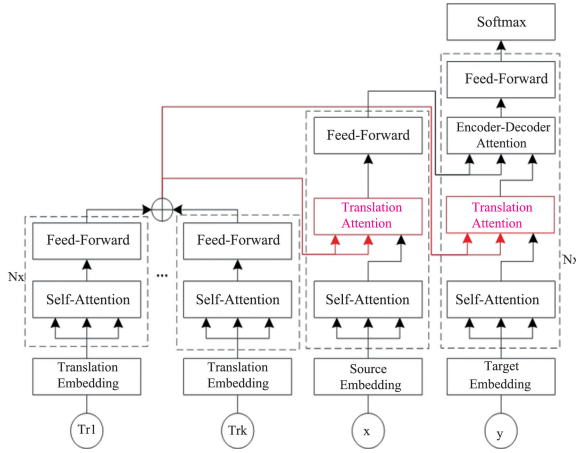 Softmax
Feed-Forward
Encoder-Decoder
Attention
Feed-Forward
Translation
Attention
Translation
Attention
Feed-Forward
Feed-Forward
Nx
...
Nx
Self-Attention
Self-Attention
Self-Attention
Self-Attention
Translation
Embedding
Translation
Embedding
Source
Embedding
Target
Embedding
Tr1
Trk
x
y